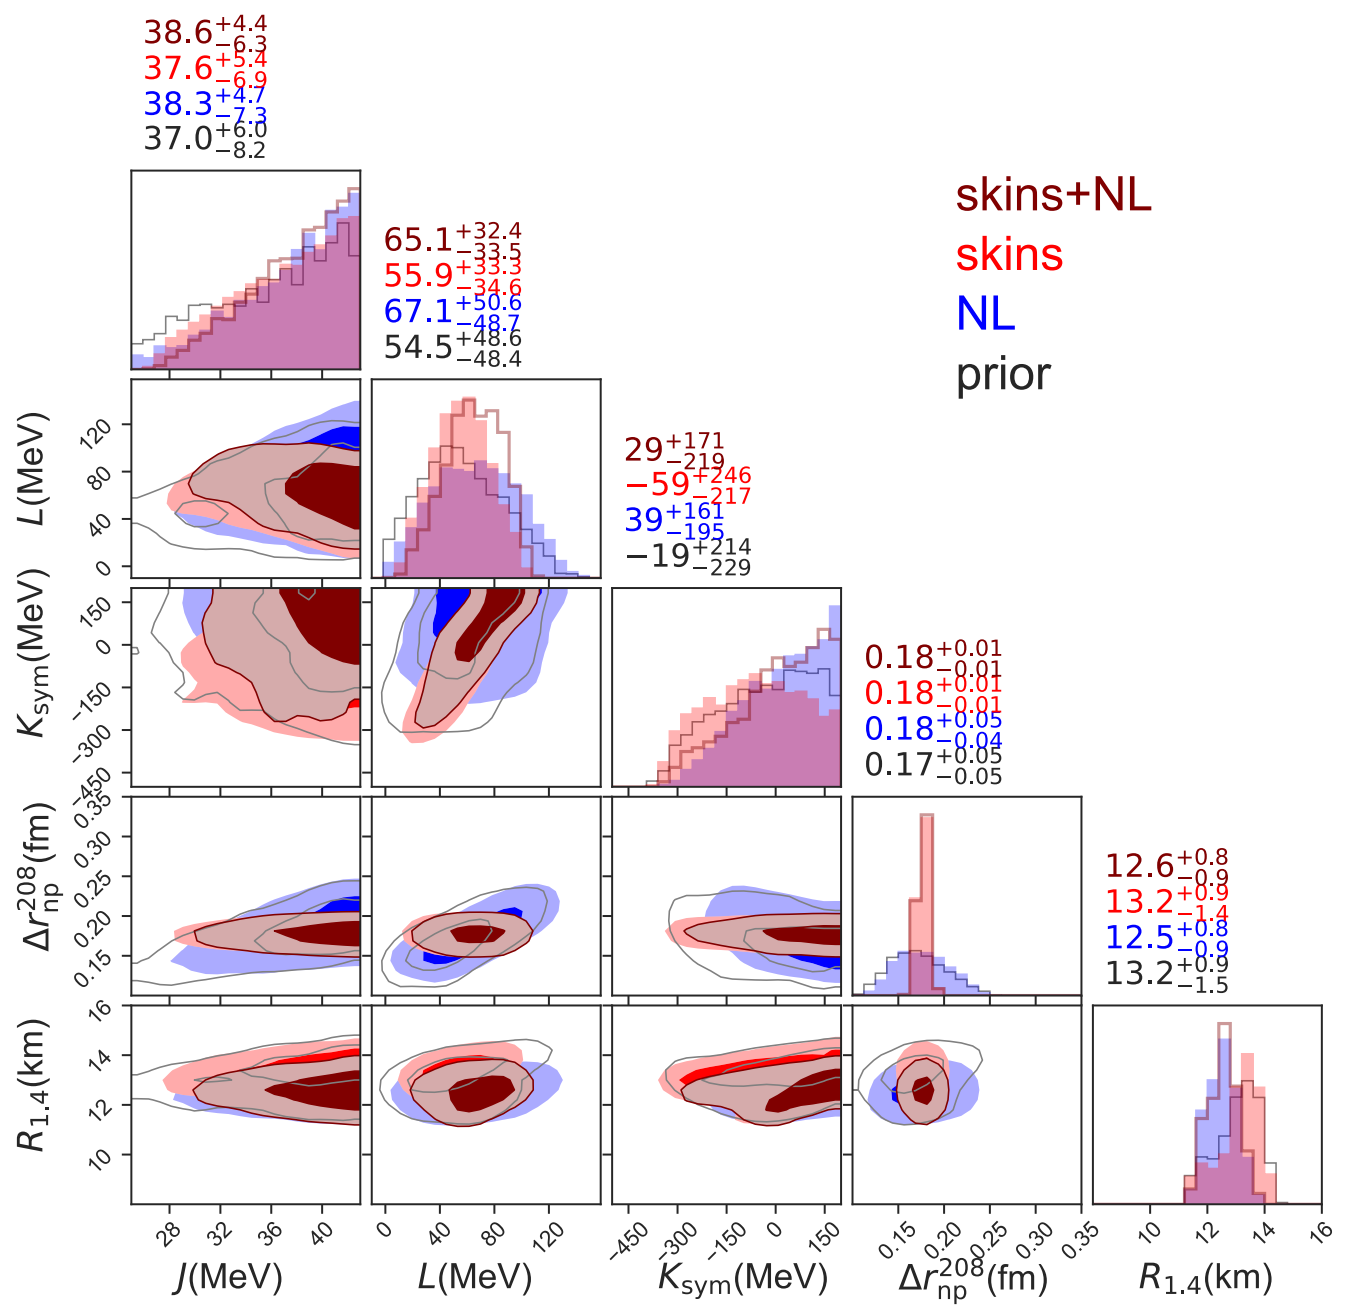 38.6+4.4−6.3
37.6+5.4−6.9
38.3+4.7−7.3
37.0+6.0−8.2
skins+NL
skins
NL
prior
65.1+32.4−33.5
55.9+33.3−34.6
67.1+50.6−48.7
54.5+48.6−48.4
L(MeV)
120
80
40
0
29+171−219
−59+246−217
39+161−195
−19+214−229
Ksym(MeV)
150
0
−150
−300
−450
0.18+0.01−0.01
0.18+0.01−0.01
0.18+0.05−0.04
0.17+0.05−0.05
Δr208np(fm)
0.35
0.30
0.25
0.20
0.15
12.6+0.8−0.9
13.2+0.9−1.4
12.5+0.8−0.9
13.2+0.9−1.5
R1.4(km)
16
14
12
10
28 32 36 40
0 40 80 120
−450 −300 −150 0 150
0.15 0.20 0.25 0.30 0.35
10 12 14 16
J(MeV)
L(MeV)
Ksym(MeV)
Δr208np(fm)
R1.4(km)